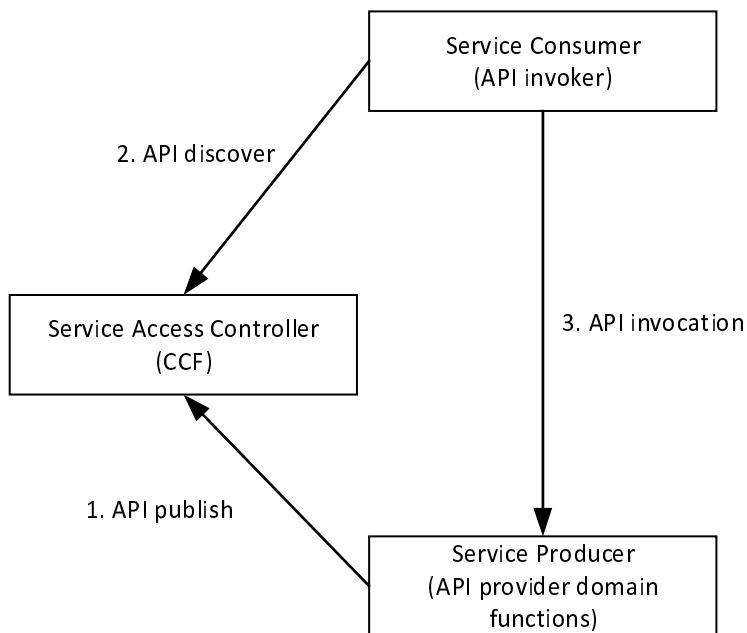 Service Consumer
(API invoker)
2. API discover
Service Access Controller
(CCF)
3. API invocation
1. API publish
Service Producer
(API provider domain
functions)